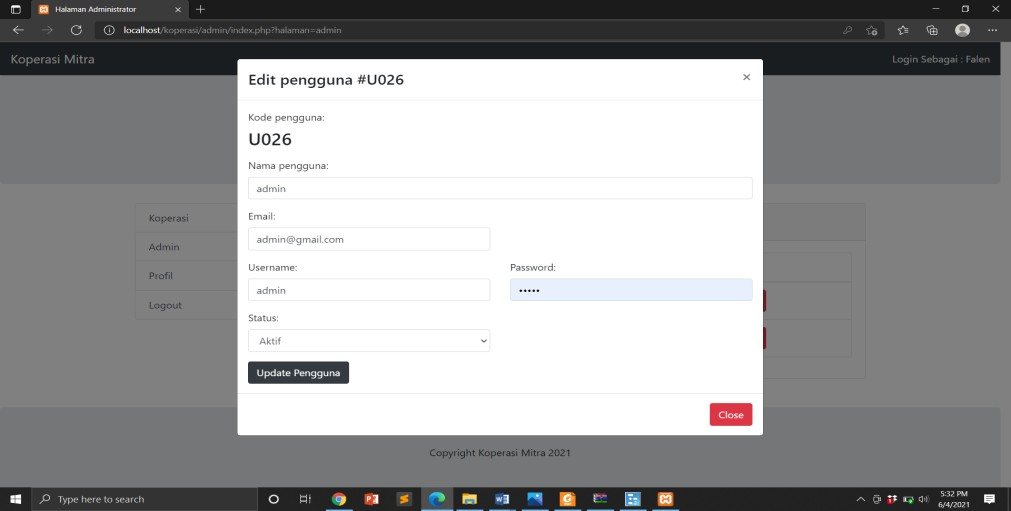 Halaman Administrator
localhost/koperasi/admin/index.php?halaman=admin
Koperasi Mitra
Login Sebagai : Falen
Edit pengguna #U026
×
Kode pengguna:
U026
Nama pengguna:
admin
Email:
admin@gmail.com
Username:
Password:
admin
•••••
Status:
Aktif
Update Pengguna
Close
Koperasi
Admin
Profil
Logout
Copyright Koperasi Mitra 2021
Type here to search
5:32 PM
6/4/2021